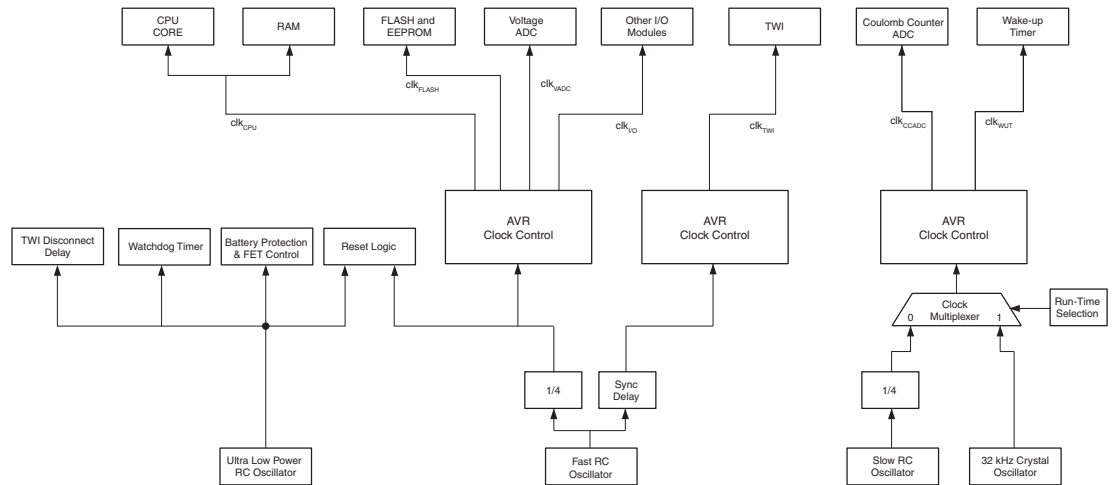 CPU
CORE
RAM
FLASH and
EEPROM
Voltage
ADC
Other I/O
Modules
TWI
Coulomb Counter
ADC
Wake-up
Timer
clkFLASH
clkVADC
clkCPU
clkI/O
clkTWI
clkCCADC
clkWUT
AVR
Clock Control
AVR
Clock Control
AVR
Clock Control
TWI Disconnect
Delay
Watchdog Timer
Battery Protection
& FET Control
Reset Logic
Clock
Multiplexer
0
1
Run-Time
Selection
1/4
Sync
Delay
1/4
Ultra Low Power
RC Oscillator
Fast RC
Oscillator
Slow RC
Oscillator
32 kHz Crystal
Oscillator